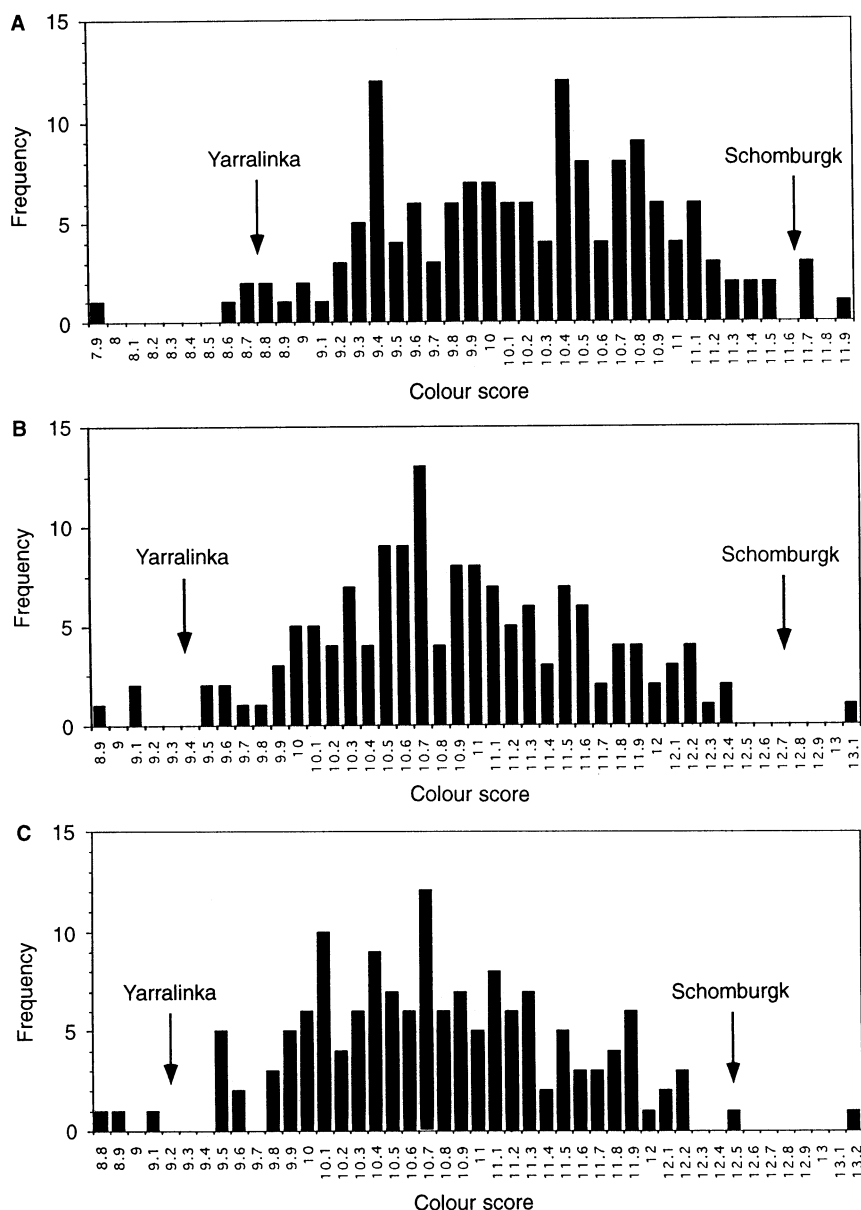 A
15
10
5
0
Frequency
Yarralinka
Schomburgk
7.9 8 8.1 8.2 8.3 8.4 8.5 8.6 8.7 8.8 8.9 9 9.1 9.2 9.3 9.4 9.5 9.6 9.7 9.8 9.9 10 10.1 10.2 10.3 10.4 10.5 10.6 10.7 10.8 10.9 11 11.1 11.2 11.3 11.4 11.5 11.6 11.7 11.8 11.9
Colour score
B
15
10
5
0
Frequency
Yarralinka
Schomburgk
8.9 9 9.1 9.2 9.3 9.4 9.5 9.6 9.7 9.8 9.9 10 10.1 10.2 10.3 10.4 10.5 10.6 10.7 10.8 10.9 11 11.1 11.2 11.3 11.4 11.5 11.6 11.7 11.8 11.9 12 12.1 12.2 12.3 12.4 12.5 12.6 12.7 12.8 12.9 13 13.1
Colour score
C
15
10
5
0
Frequency
Yarralinka
Schomburgk
8.8 8.9 9 9.1 9.2 9.3 9.4 9.5 9.6 9.7 9.8 9.9 10 10.1 10.2 10.3 10.4 10.5 10.6 10.7 10.8 10.9 11 11.1 11.2 11.3 11.4 11.5 11.6 11.7 11.8 11.9 12 12.1 12.2 12.3 12.4 12.5 12.6 12.7 12.8 12.9 13 13.1 13.2
Colour score